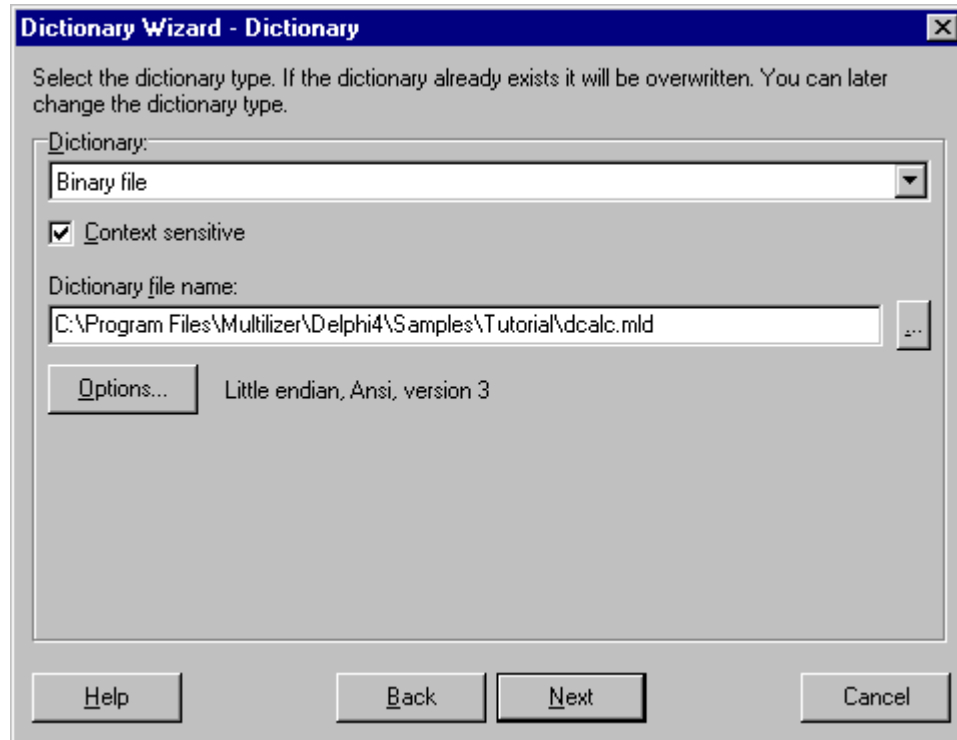 Dictionary Wizard - Dictionary
Select the dictionary type. If the dictionary already exists it will be overwritten. You can later
change the dictionary type.
Dictionary:
Binary file
Context sensitive
Dictionary file name:
C:\Program Files\Multilizer\Delphi4\Samples\Tutorial\dcalc.mld
...
Options... Little endian, Ansi, version 3
Help Back Next Cancel